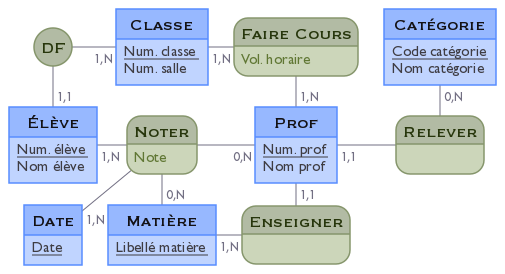 Classe
Num. classe
Num. salle
Faire Cours
Vol. horaire
Catégorie
Code catégorie
Nom catégorie
DF
1,N
1,N
1,1
1,N
0,N
Élève
Num. élève
Nom élève
Noter
Note
Prof
Num. prof
Nom prof
Relever
1,N
0,N
1,1
0,N
1,1
Date
Date
1,N
Matière
Libellé matière
1,N
Enseigner